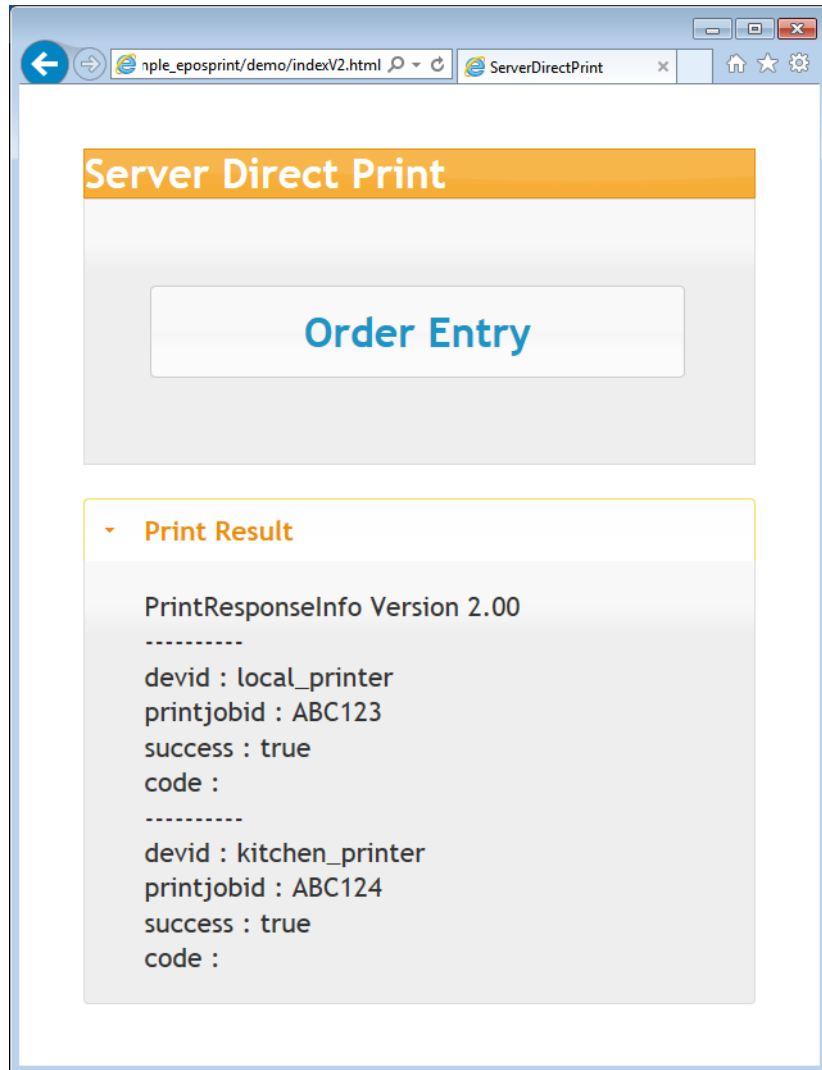 nple_eposprint/demo/indexV2.html
ServerDirectPrint
Server Direct Print
Order Entry
Print Result
PrintResponseInfo Version 2.00
----------
devid : local_printer
printjobid : ABC123
success : true
code :
----------
devid : kitchen_printer
printjobid : ABC124
success : true
code :